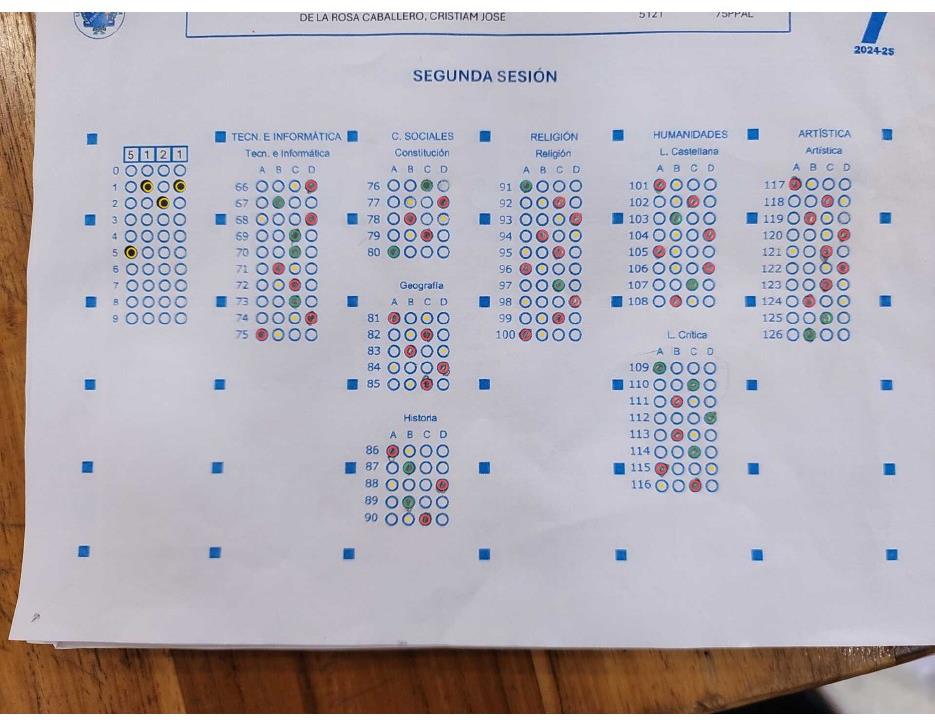 DE LA ROSA CABALLERO, CRISTIAM JOSE 5121 75PPAL
2024-25
SEGUNDA SESIÓN
TECN. E INFORMÁTICA C. SOCIALES RELIGIÓN HUMANIDADES ARTÍSTICA
5 1 2 1 Tecn. e Informática Constitución Religión L. Castellana Artística
A B C D A B C D A B C D A B C D A B C D
0 66 76 91 101 117
1 67 77 92 102 118
2 68 78 93 103 119
3 69 79 94 104 120
4 70 80 95 105 121
5 71 96 106 122
6 72 Geografía 97 107 123
7 73 A B C D 98 108 124
8 74 81 99 125
9 75 82 100 L. Crítica 126
83 A B C D
84 109
85 110
111
Historia 112
A B C D 113
86 114
87 115
88 116
89
90